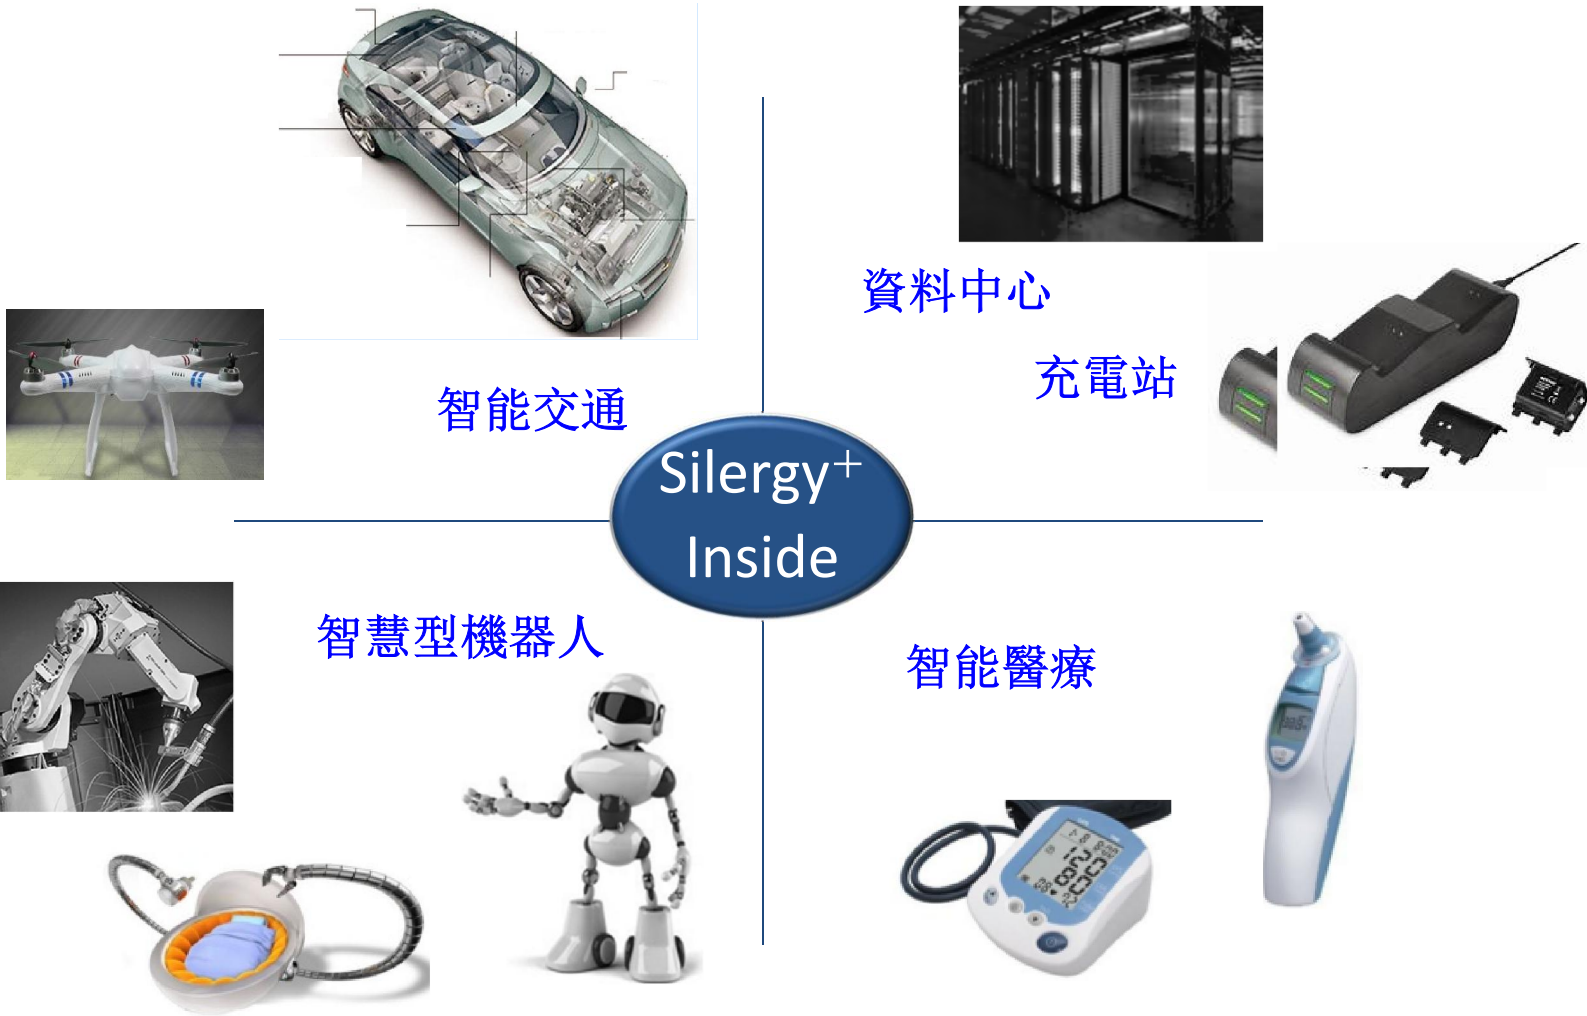 資料中心
充電站
智能交通
Silergy⁺
Inside
智慧型機器人
智能醫療